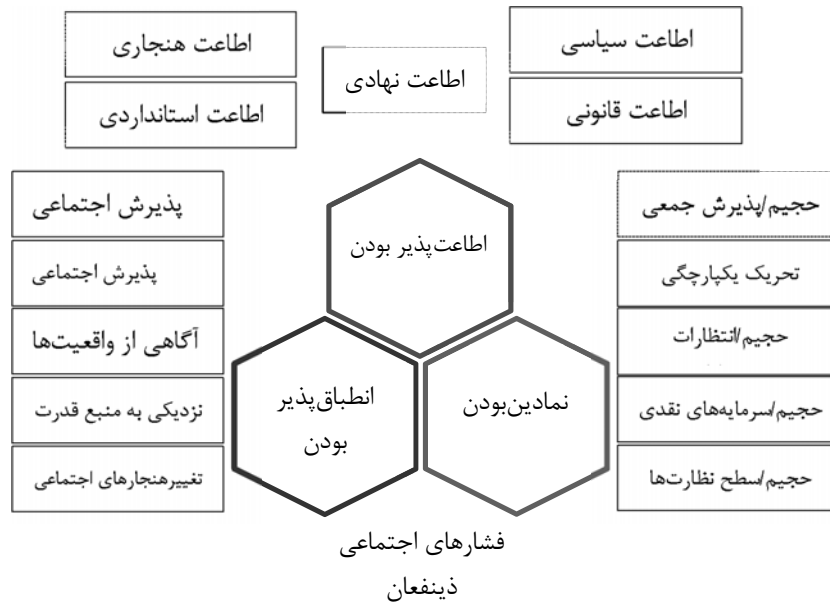 اطاعت سیاسی
اطاعت قانونی
اطاعت نهادی
اطاعت هنجاری
اطاعت استانداردی
حجیم/پذیرش جمعی
تحریک یکپارچگی
حجیم/انتظارات
حجیم/سرمایه‌های نقدی
حجیم/سطح نظارت‌ها
اطاعت‌پذیر بودن
نمادین‌بودن
انطباق‌پذیر
بودن
پذیرش اجتماعی
پذیرش اجتماعی
آگاهی از واقعیت‌ها
نزدیکی به منبع قدرت
تغییرهنجارهای اجتماعی
فشارهای اجتماعی
ذینفعان